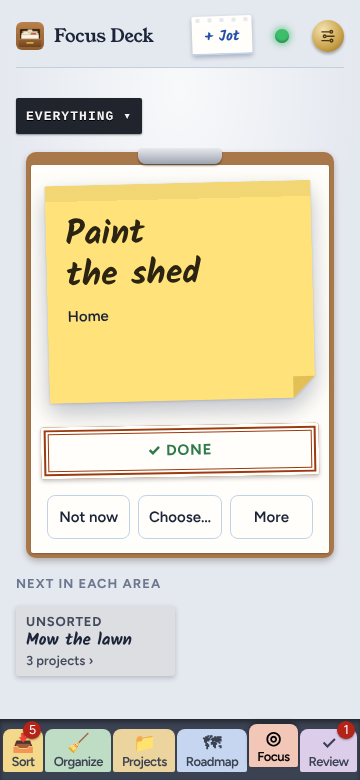 Focus Deck
+ Jot
EVERYTHING ▾
Paint
the shed
Home
✓ DONE
Not now
Choose...
More
NEXT IN EACH AREA
UNSORTED
Mow the lawn
3 projects ›
5
1
Sort
Organize
Projects
Roadmap
Focus
Review